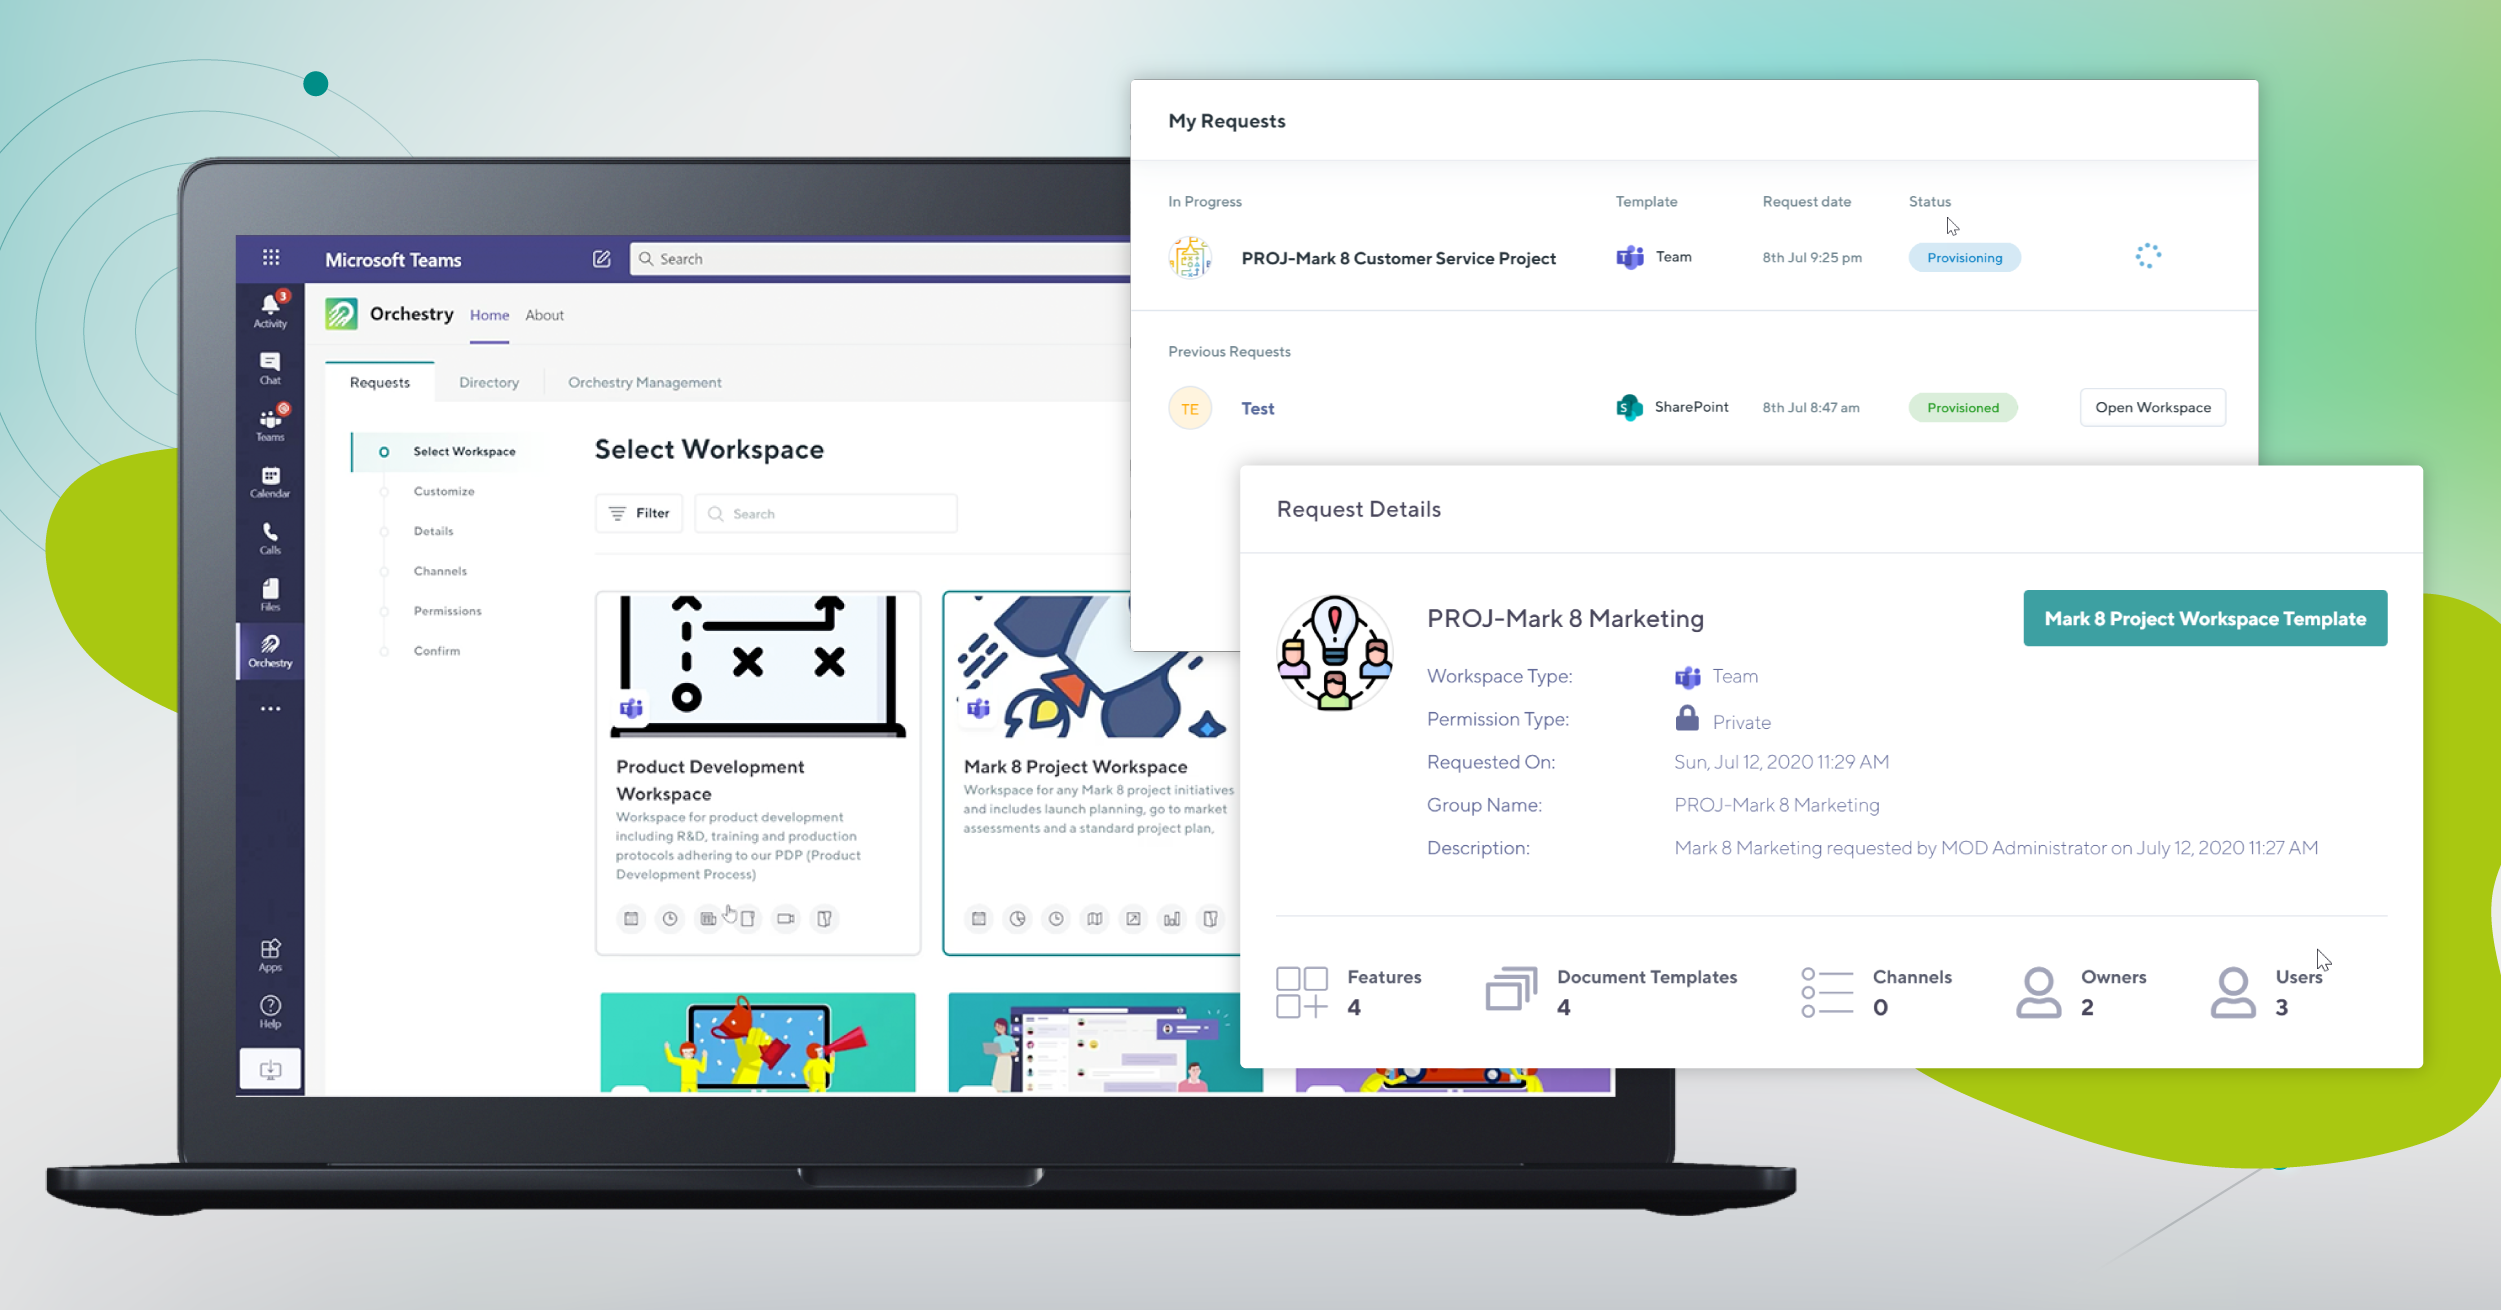 Microsoft Teams
Search
3
Activity
Chat
Teams
Calendar
Calls
Files
Orchestry
Apps
Help
Orchestry
Home
About
Requests
Directory
Orchestry Management
Select Workspace
Customize
Details
Channels
Permissions
Confirm
Select Workspace
Filter
Search
Product Development
Workspace
Workspace for product development
including R&D, training and production
protocols adhering to our PDP (Product
Development Process)
Mark 8 Project Workspace
Workspace for any Mark 8 project initiatives
and includes launch planning, go to market
assessments and a standard project plan,
My Requests
In Progress
Template
Request date
Status
PROJ-Mark 8 Customer Service Project
Team
8th Jul 9:25 pm
Provisioning
Previous Requests
TE
Test
SharePoint
8th Jul 8:47 am
Provisioned
Open Workspace
Request Details
PROJ-Mark 8 Marketing
Mark 8 Project Workspace Template
Workspace Type:
Team
Permission Type:
Private
Requested On:
Sun, Jul 12, 2020 11:29 AM
Group Name:
PROJ-Mark 8 Marketing
Description:
Mark 8 Marketing requested by MOD Administrator on July 12, 2020 11:27 AM
Features
4
Document Templates
4
Channels
0
Owners
2
Users
3